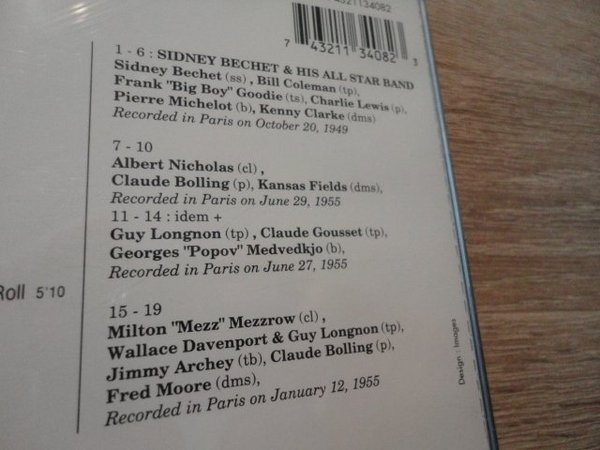 43211134082
7 43211 34082 3
1 - 6 : SIDNEY BECHET & HIS ALL STAR BAND
Sidney Bechet (ss), Bill Coleman (tp),
Frank "Big Boy" Goodie (ts), Charlie Lewis (p),
Pierre Michelot (b), Kenny Clarke (dms)
Recorded in Paris on October 20, 1949
7 - 10
Albert Nicholas (cl) ,
Claude Bolling (p), Kansas Fields (dms),
Recorded in Paris on June 29, 1955
11 - 14 : idem +
Guy Longnon (tp) , Claude Gousset (tp),
Georges "Popov" Medvedkjo (b),
Recorded in Paris on June 27, 1955
Roll 5'10
15 - 19
Milton "Mezz" Mezzrow (cl) ,
Wallace Davenport & Guy Longnon (tp),
Jimmy Archey (tb), Claude Bolling (p),
Fred Moore (dms),
Recorded in Paris on January 12, 1955
Design : Images